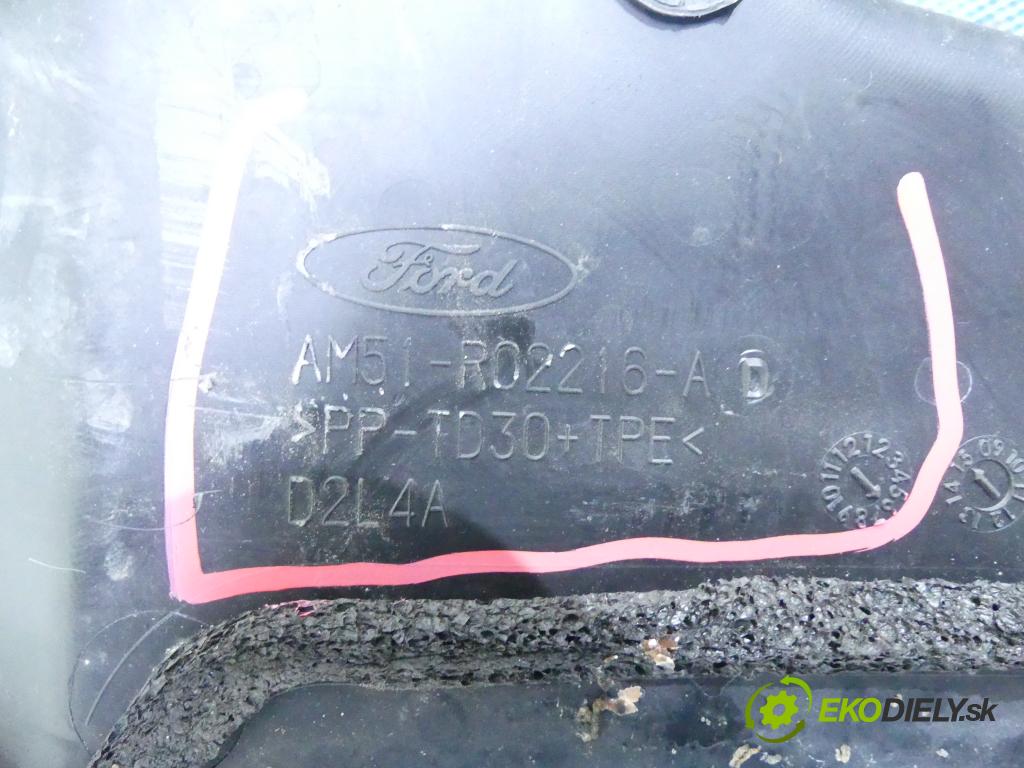 Ford
AM51-R02216-A D
>PP-TD30+TPE<
D2L4A
EKODIELY.sk